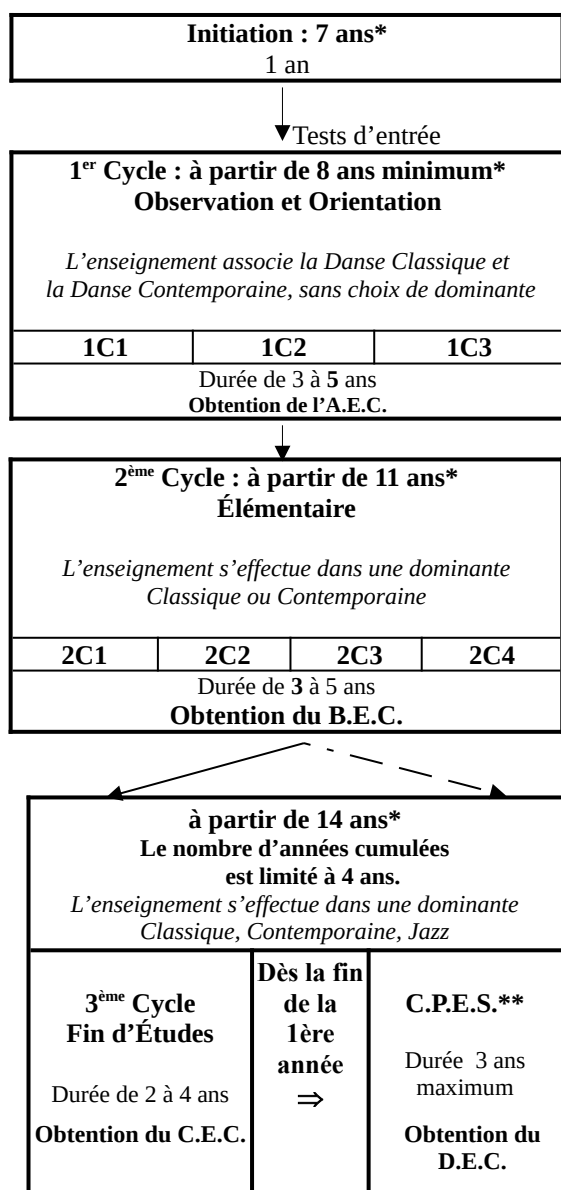 Initiation : 7 ans*
1 an
Tests d’entrée
1er Cycle : à partir de 8 ans minimum*
Observation et Orientation
L’enseignement associe la Danse Classique et
la Danse Contemporaine, sans choix de dominante
1C1 1C2 1C3
Durée de 3 à 5 ans
Obtention de l’A.E.C.
2ème Cycle : à partir de 11 ans*
Élémentaire
L’enseignement s’effectue dans une dominante
Classique ou Contemporaine
2C1 2C2 2C3 2C4
Durée de 3 à 5 ans
Obtention du B.E.C.
à partir de 14 ans*
Le nombre d’années cumulées
est limité à 4 ans.
L’enseignement s’effectue dans une dominante
Classique, Contemporaine, Jazz
3ème Cycle
Fin d’Études
Durée de 2 à 4 ans
Obtention du C.E.C.
Dès la fin
de la
1ère
année
⇒
C.P.E.S.**
Durée 3 ans
maximum
Obtention du
D.E.C.